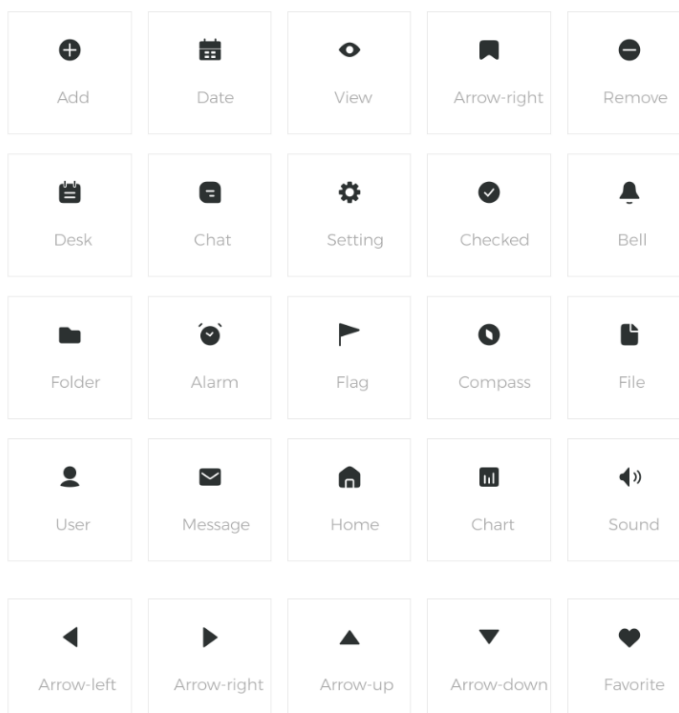 Add
Date
View
Arrow-right
Remove
Desk
Chat
Setting
Checked
Bell
Folder
Alarm
Flag
Compass
File
User
Message
Home
Chart
Sound
Arrow-left
Arrow-right
Arrow-up
Arrow-down
Favorite